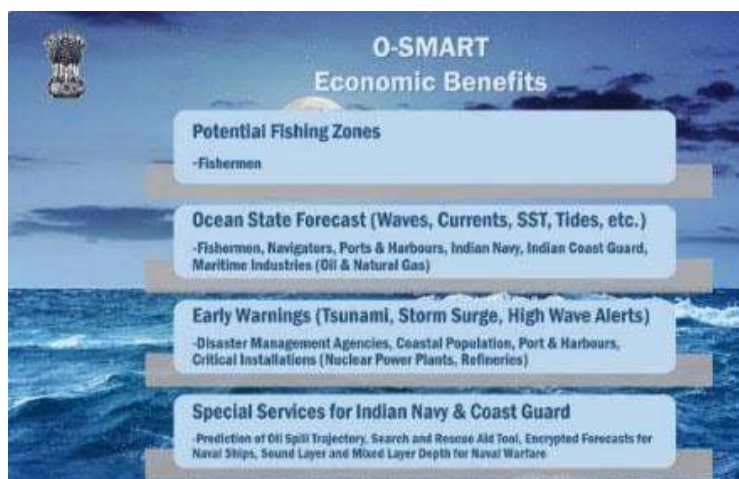 O-SMART
Economic Benefits
Potential Fishing Zones
-Fishermen
Ocean State Forecast (Waves, Currents, SST, Tides, etc.)
-Fishermen, Navigators, Ports & Harbours, Indian Navy, Indian Coast Guard,
Maritime Industries (Oil & Natural Gas)
Early Warnings (Tsunami, Storm Surge, High Wave Alerts)
-Disaster Management Agencies, Coastal Population, Port & Harbours,
Critical Installations (Nuclear Power Plants, Refineries)
Special Services for Indian Navy & Coast Guard
-Prediction of Oil Spill Trajectory, Search and Rescue Aid Tool, Encrypted Forecasts for
Naval Ships, Sound Layer and Mixed Layer Depth for Naval Warfare